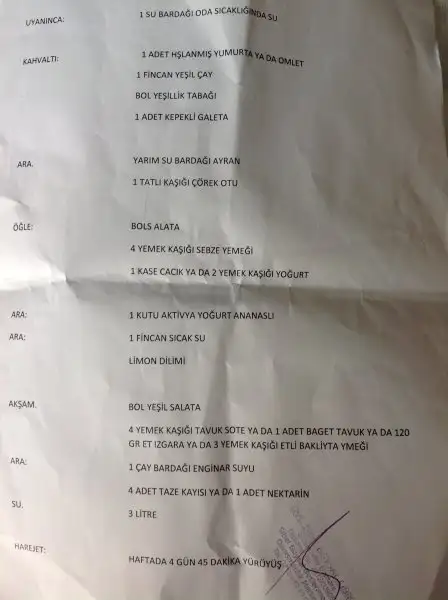 UYANINCA: 1 SU BARDAĞI ODA SICAKLIĞINDA SU
KAHVALTI: 1 ADET HŞLANMIŞ YUMURTA YA DA OMLET
1 FİNCAN YEŞİL ÇAY
BOL YEŞİLLİK TABAĞI
1 ADET KEPEKLİ GALETA
ARA. YARIM SU BARDAĞI AYRAN
1 TATLI KAŞIĞI ÇÖREK OTU
ÖĞLE: BOLS ALATA
4 YEMEK KAŞIĞI SEBZE YEMEĞİ
1 KASE CACIK YA DA 2 YEMEK KAŞIĞI YOĞURT
ARA: 1 KUTU AKTİVYA YOĞURT ANANASLI
ARA: 1 FİNCAN SICAK SU
LİMON DİLİMİ
AKŞAM. BOL YEŞİL SALATA
4 YEMEK KAŞIĞI TAVUK SOTE YA DA 1 ADET BAGET TAVUK YA DA 120
GR ET IZGARA YA DA 3 YEMEK KAŞIĞI ETLİ BAKLİYTA YMEĞİ
ARA: 1 ÇAY BARDAĞI ENGİNAR SUYU
4 ADET TAZE KAYISI YA DA 1 ADET NEKTARİN
SU. 3 LİTRE
HAREJET: HAFTADA 4 GÜN 45 DAKİKA YÜRÜYÜŞ